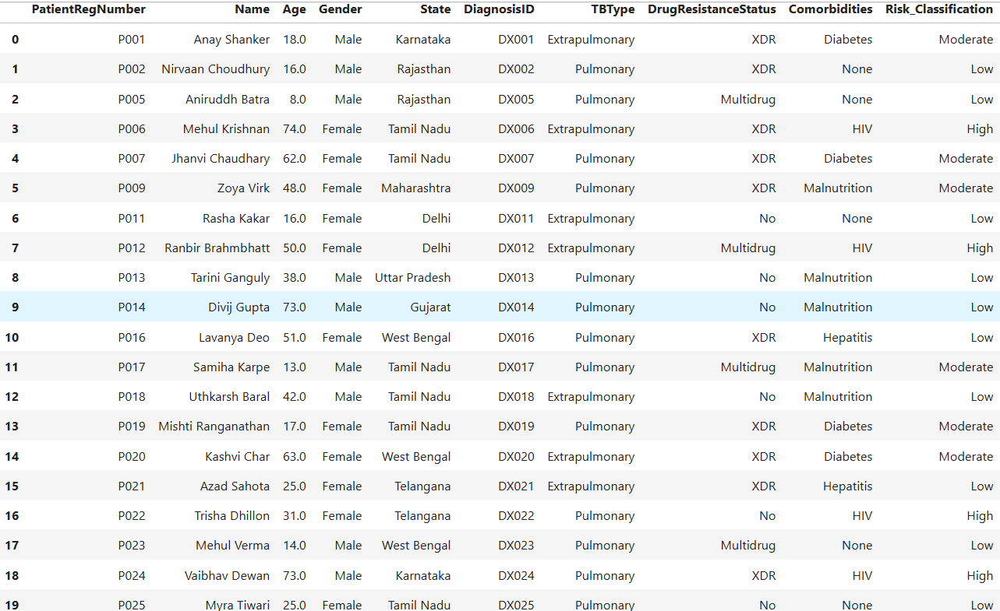 PatientRegNumber Name Age Gender State DiagnosisID TBType DrugResistanceStatus Comorbidities Risk_Classification
0 P001 Anay Shanker 18.0 Male Karnataka DX001 Extrapulmonary XDR Diabetes Moderate
1 P002 Nirvaan Choudhury 16.0 Male Rajasthan DX002 Pulmonary XDR None Low
2 P005 Aniruddh Batra 8.0 Male Rajasthan DX005 Pulmonary Multidrug None Low
3 P006 Mehul Krishnan 74.0 Female Tamil Nadu DX006 Extrapulmonary XDR HIV High
4 P007 Jhanvi Chaudhary 62.0 Female Tamil Nadu DX007 Pulmonary XDR Diabetes Moderate
5 P009 Zoya Virk 48.0 Female Maharashtra DX009 Pulmonary XDR Malnutrition Moderate
6 P011 Rasha Kakar 16.0 Female Delhi DX011 Extrapulmonary No None Low
7 P012 Ranbir Brahmbhatt 50.0 Female Delhi DX012 Extrapulmonary Multidrug HIV High
8 P013 Tarini Ganguly 38.0 Male Uttar Pradesh DX013 Pulmonary No Malnutrition Low
9 P014 Divij Gupta 73.0 Male Gujarat DX014 Pulmonary No Malnutrition Low
10 P016 Lavanya Deo 51.0 Female West Bengal DX016 Pulmonary XDR Hepatitis Low
11 P017 Samiha Karpe 13.0 Male Tamil Nadu DX017 Pulmonary Multidrug Malnutrition Moderate
12 P018 Uthkarsh Baral 42.0 Male Tamil Nadu DX018 Extrapulmonary No Malnutrition Low
13 P019 Mishti Ranganathan 17.0 Female Tamil Nadu DX019 Pulmonary XDR Diabetes Moderate
14 P020 Kashvi Char 63.0 Female West Bengal DX020 Extrapulmonary XDR Diabetes Moderate
15 P021 Azad Sahota 25.0 Female Telangana DX021 Extrapulmonary XDR Hepatitis Low
16 P022 Trisha Dhillon 31.0 Female Telangana DX022 Pulmonary No HIV High
17 P023 Mehul Verma 14.0 Male West Bengal DX023 Pulmonary Multidrug None Low
18 P024 Vaibhav Dewan 73.0 Male Karnataka DX024 Pulmonary XDR HIV High
19 P025 Myra Tiwari 25.0 Female Tamil Nadu DX025 Pulmonary No None Low